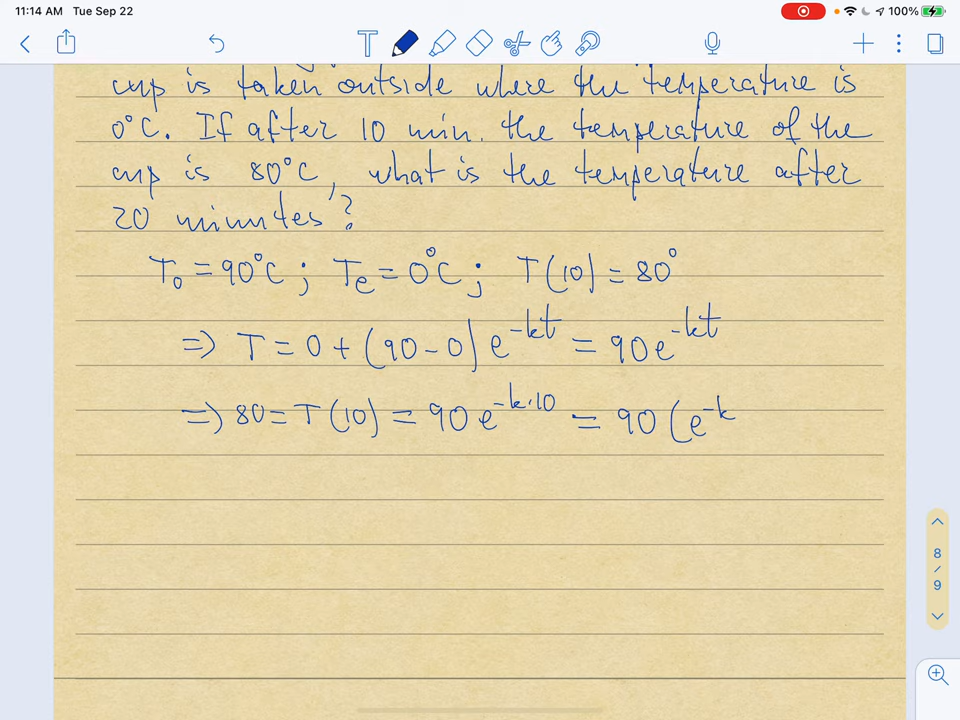 11:14 AM Tue Sep 22
100%
T
cup is taken outside where the temperature is
0°C. If after 10 min. the temperature of the
cup is 80°C, what is the temperature after
20 minutes?
T₀ = 90°C ; Tₑ = 0°C ; T(10) = 80°
=> T = 0 + (90 - 0) e^-kt = 90e^-kt
=> 80 = T(10) = 90 e^-k·10 = 90 (e^-k
8
/
9